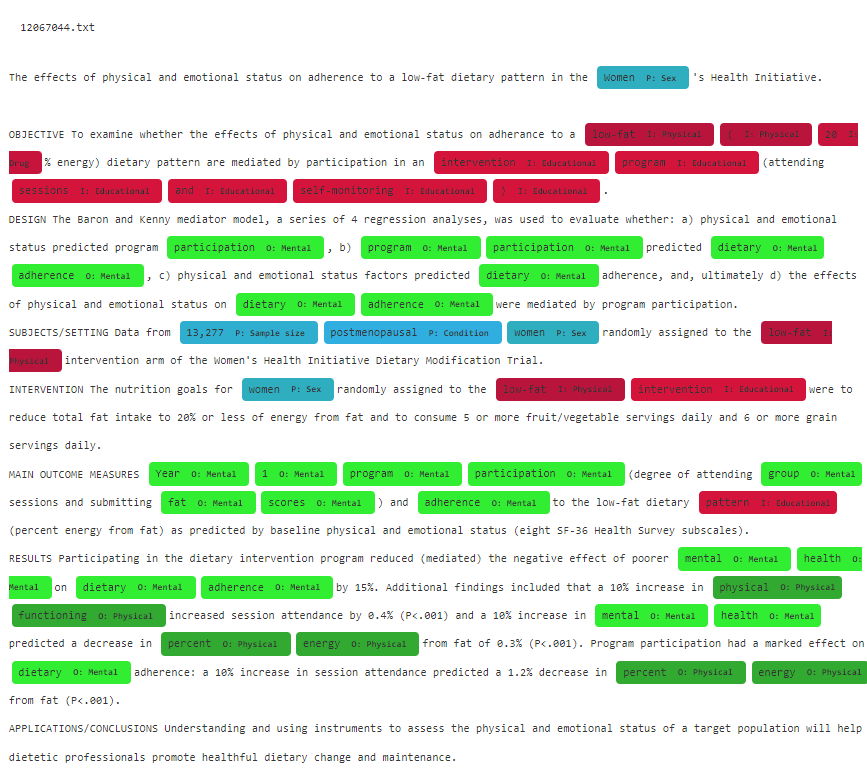 12067044.txt
The effects of physical and emotional status on adherence to a low-fat dietary pattern in the Women P: Sex 's Health Initiative.
OBJECTIVE To examine whether the effects of physical and emotional status on adherance to a low-fat I: Physical ( I: Physical 20 I:
Drug % energy) dietary pattern are mediated by participation in an intervention I: Educational program I: Educational (attending
sessions I: Educational and I: Educational self-monitoring I: Educational ) I: Educational .
DESIGN The Baron and Kenny mediator model, a series of 4 regression analyses, was used to evaluate whether: a) physical and emotional
status predicted program participation O: Mental , b) program O: Mental participation O: Mental predicted dietary O: Mental
adherence O: Mental , c) physical and emotional status factors predicted dietary O: Mental adherence, and, ultimately d) the effects
of physical and emotional status on dietary O: Mental adherence O: Mental were mediated by program participation.
SUBJECTS/SETTING Data from 13,277 P: Sample size postmenopausal P: Condition women P: Sex randomly assigned to the low-fat I:
Physical intervention arm of the Women's Health Initiative Dietary Modification Trial.
INTERVENTION The nutrition goals for women P: Sex randomly assigned to the low-fat I: Physical intervention I: Educational were to
reduce total fat intake to 20% or less of energy from fat and to consume 5 or more fruit/vegetable servings daily and 6 or more grain
servings daily.
MAIN OUTCOME MEASURES Year O: Mental 1 O: Mental program O: Mental participation O: Mental (degree of attending group O: Mental
sessions and submitting fat O: Mental scores O: Mental ) and adherence O: Mental to the low-fat dietary pattern I: Educational
(percent energy from fat) as predicted by baseline physical and emotional status (eight SF-36 Health Survey subscales).
RESULTS Participating in the dietary intervention program reduced (mediated) the negative effect of poorer mental O: Mental health O:
Mental on dietary O: Mental adherence O: Mental by 15%. Additional findings included that a 10% increase in physical O: Physical
functioning O: Physical increased session attendance by 0.4% (P<.001) and a 10% increase in mental O: Mental health O: Mental
predicted a decrease in percent O: Physical energy O: Physical from fat of 0.3% (P<.001). Program participation had a marked effect on
dietary O: Mental adherence: a 10% increase in session attendance predicted a 1.2% decrease in percent O: Physical energy O: Physical
from fat (P<.001).
APPLICATIONS/CONCLUSIONS Understanding and using instruments to assess the physical and emotional status of a target population will help
dietetic professionals promote healthful dietary change and maintenance.